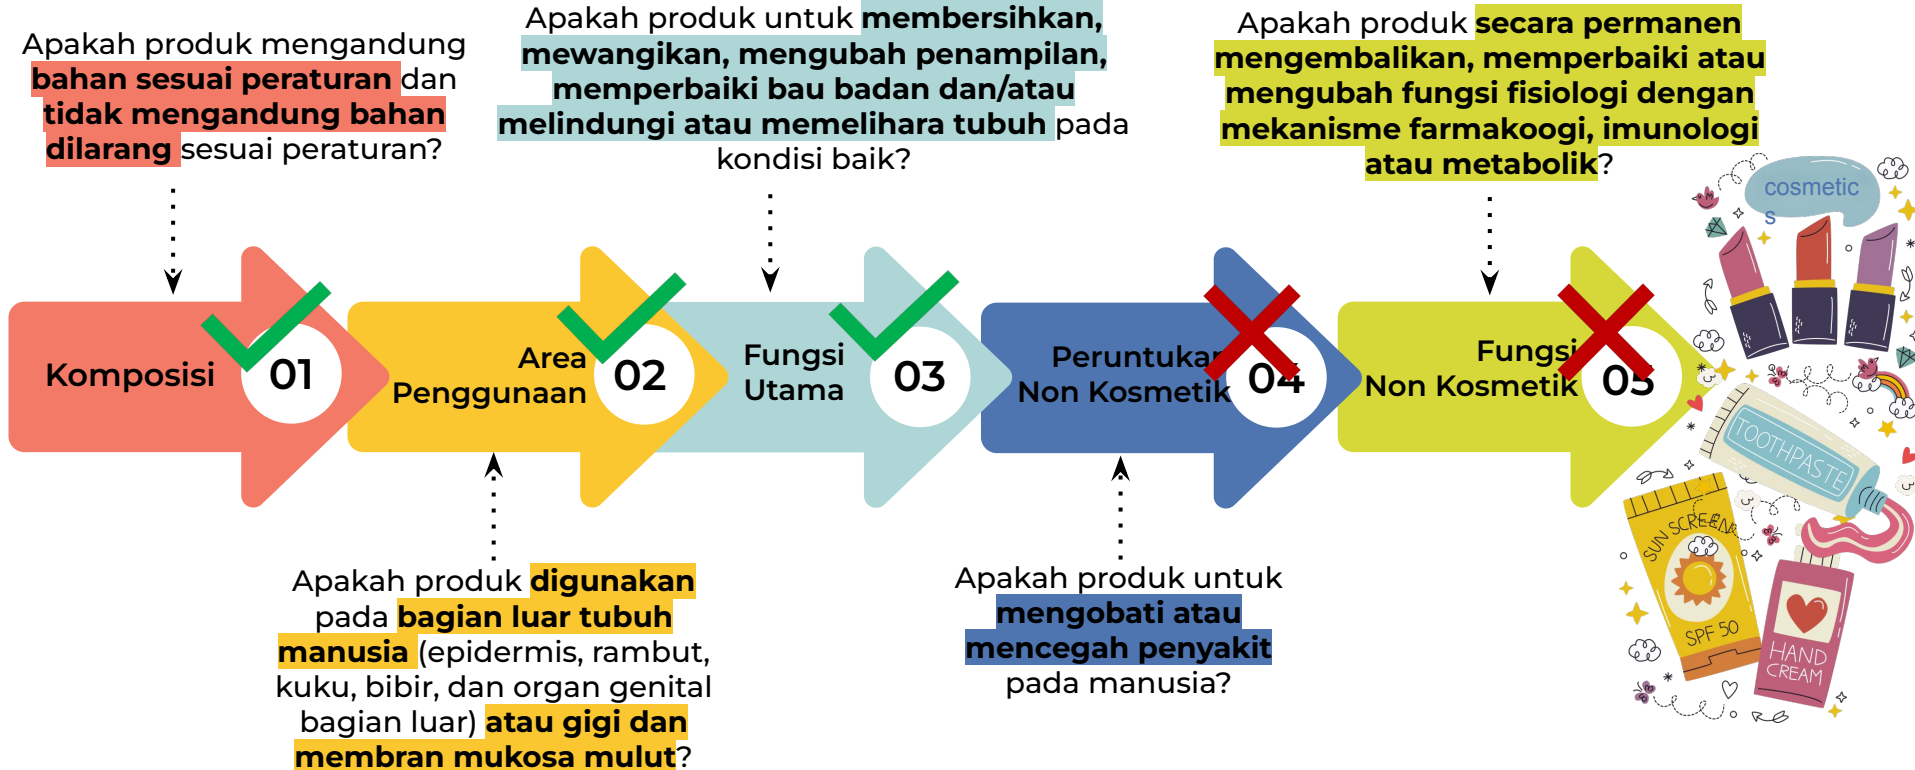 Apakah produk mengandung
bahan sesuai peraturan dan
tidak mengandung bahan
dilarang sesuai peraturan?
Apakah produk untuk membersihkan,
mewangikan, mengubah penampilan,
memperbaiki bau badan dan/atau
melindungi atau memelihara tubuh pada
kondisi baik?
Apakah produk secara permanen
mengembalikan, memperbaiki atau
mengubah fungsi fisiologi dengan
mekanisme farmakoogi, imunologi
atau metabolik?
cosmetic
s
Komposisi
01
Area
Penggunaan
02
Fungsi
Utama
03
Peruntukan
Non Kosmetik
04
Fungsi
Non Kosmetik
05
Apakah produk digunakan
pada bagian luar tubuh
manusia (epidermis, rambut,
kuku, bibir, dan organ genital
bagian luar) atau gigi dan
membran mukosa mulut?
Apakah produk untuk
mengobati atau
mencegah penyakit
pada manusia?
TOOTHPASTE
SUN SCREEN
SPF 50
HAND
CREAM